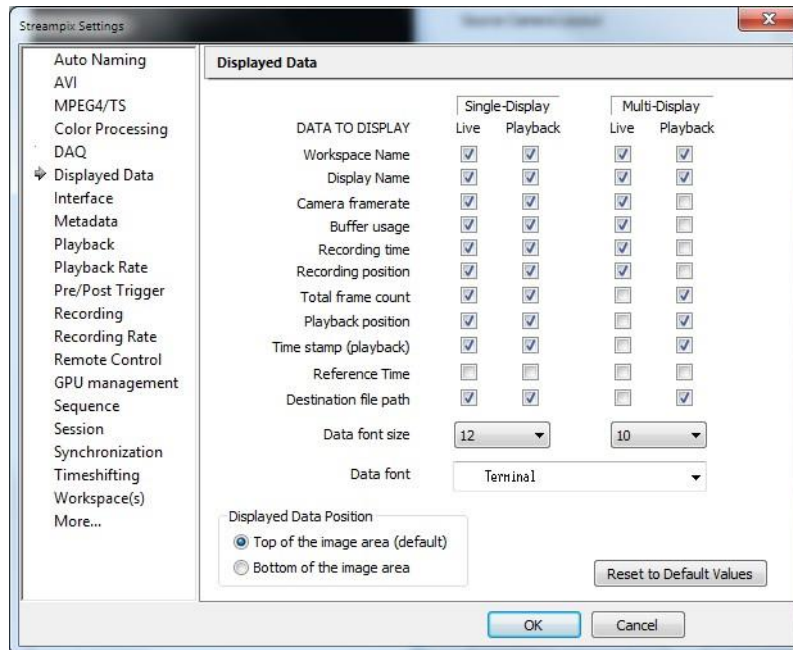 Streampix Settings
Auto Naming
AVI
MPEG4/TS
Color Processing
DAQ
Displayed Data
Interface
Metadata
Playback
Playback Rate
Pre/Post Trigger
Recording
Recording Rate
Remote Control
GPU management
Sequence
Session
Synchronization
Timeshifting
Workspace(s)
More...
Displayed Data
Single-Display Multi-Display
DATA TO DISPLAY Live Playback Live Playback
Workspace Name
Display Name
Camera framerate
Buffer usage
Recording time
Recording position
Total frame count
Playback position
Time stamp (playback)
Reference Time
Destination file path
Data font size 12 10
Data font Terminal
Displayed Data Position
Top of the image area (default)
Bottom of the image area
Reset to Default Values
OK Cancel